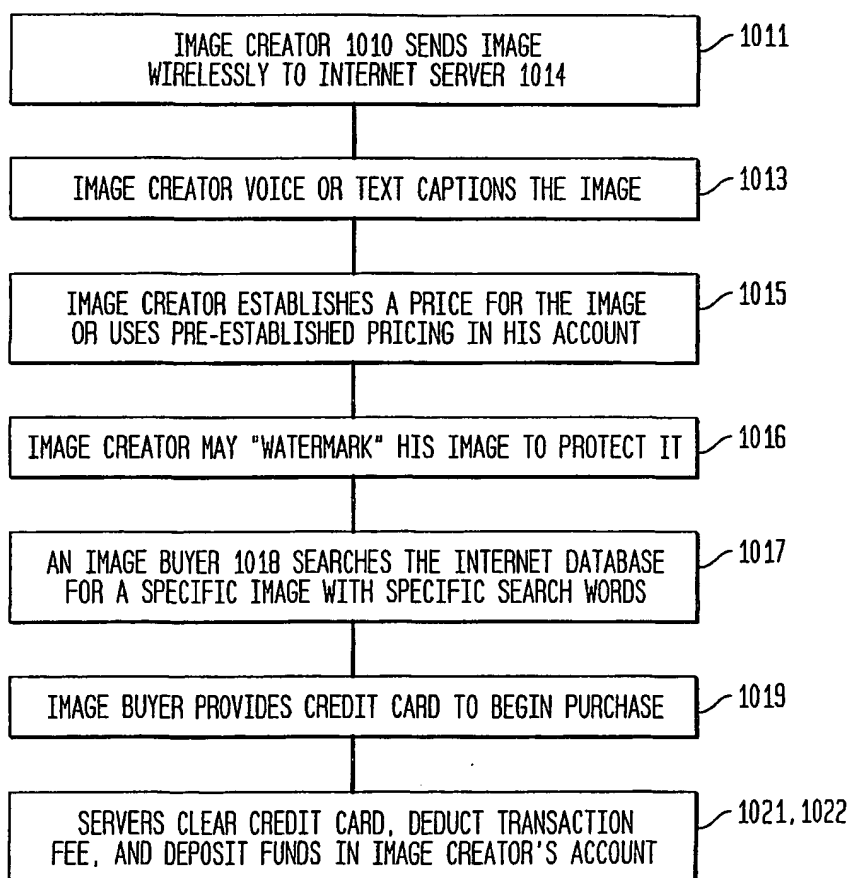 IMAGE CREATOR 1010 SENDS IMAGE
WIRELESSLY TO INTERNET SERVER 1014
1011
IMAGE CREATOR VOICE OR TEXT CAPTIONS THE IMAGE
1013
IMAGE CREATOR ESTABLISHES A PRICE FOR THE IMAGE
OR USES PRE-ESTABLISHED PRICING IN HIS ACCOUNT
1015
IMAGE CREATOR MAY "WATERMARK" HIS IMAGE TO PROTECT IT
1016
AN IMAGE BUYER 1018 SEARCHES THE INTERNET DATABASE
FOR A SPECIFIC IMAGE WITH SPECIFIC SEARCH WORDS
1017
IMAGE BUYER PROVIDES CREDIT CARD TO BEGIN PURCHASE
1019
SERVERS CLEAR CREDIT CARD, DEDUCT TRANSACTION
FEE, AND DEPOSIT FUNDS IN IMAGE CREATOR'S ACCOUNT
1021, 1022